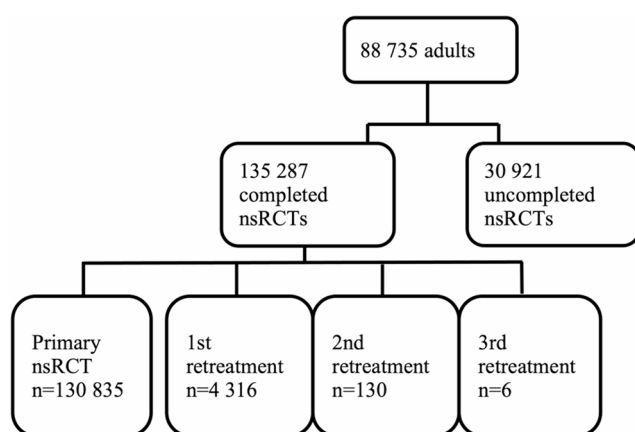 88 735 adults
135 287
completed
nsRCTs
30 921
uncompleted
nsRCTs
Primary
nsRCT
n=130 835
1st
retreatment
n=4 316
2nd
retreatment
n=130
3rd
retreatment
n=6